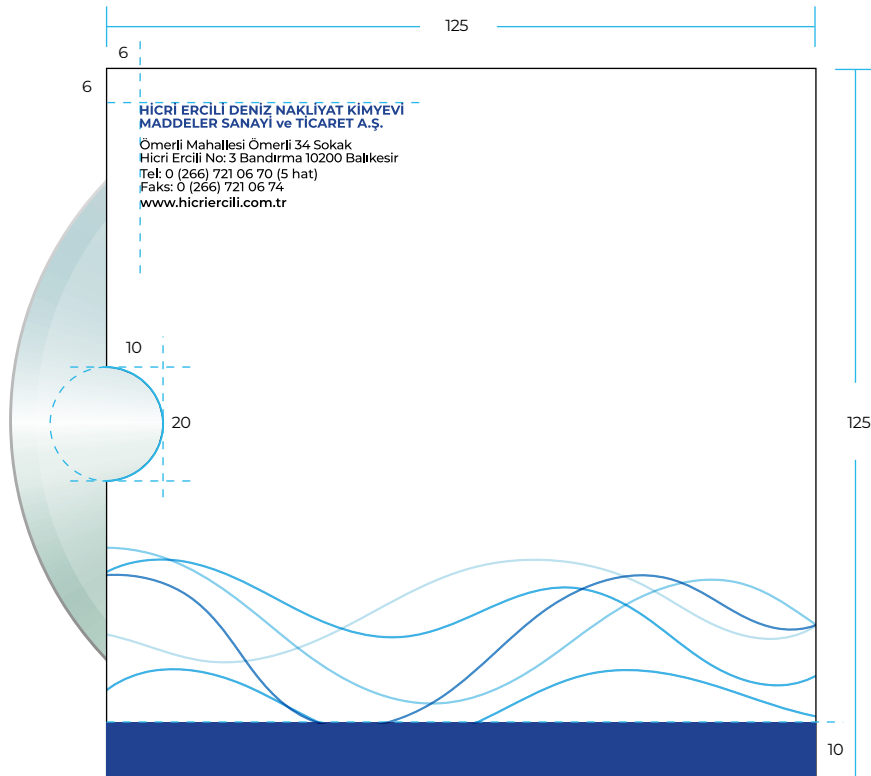 125
6
6
HİCRİ ERCİLİ DENİZ NAKLİYAT KİMYEVİ
MADDELER SANAYİ ve TİCARET A.Ş.
Ömerli Mahallesi Ömerli 34 Sokak
Hicri Ercili No: 3 Bandırma 10200 Balıkesir
Tel: 0 (266) 721 06 70 (5 hat)
Faks: 0 (266) 721 06 74
www.hicriercili.com.tr
10
20
125
10